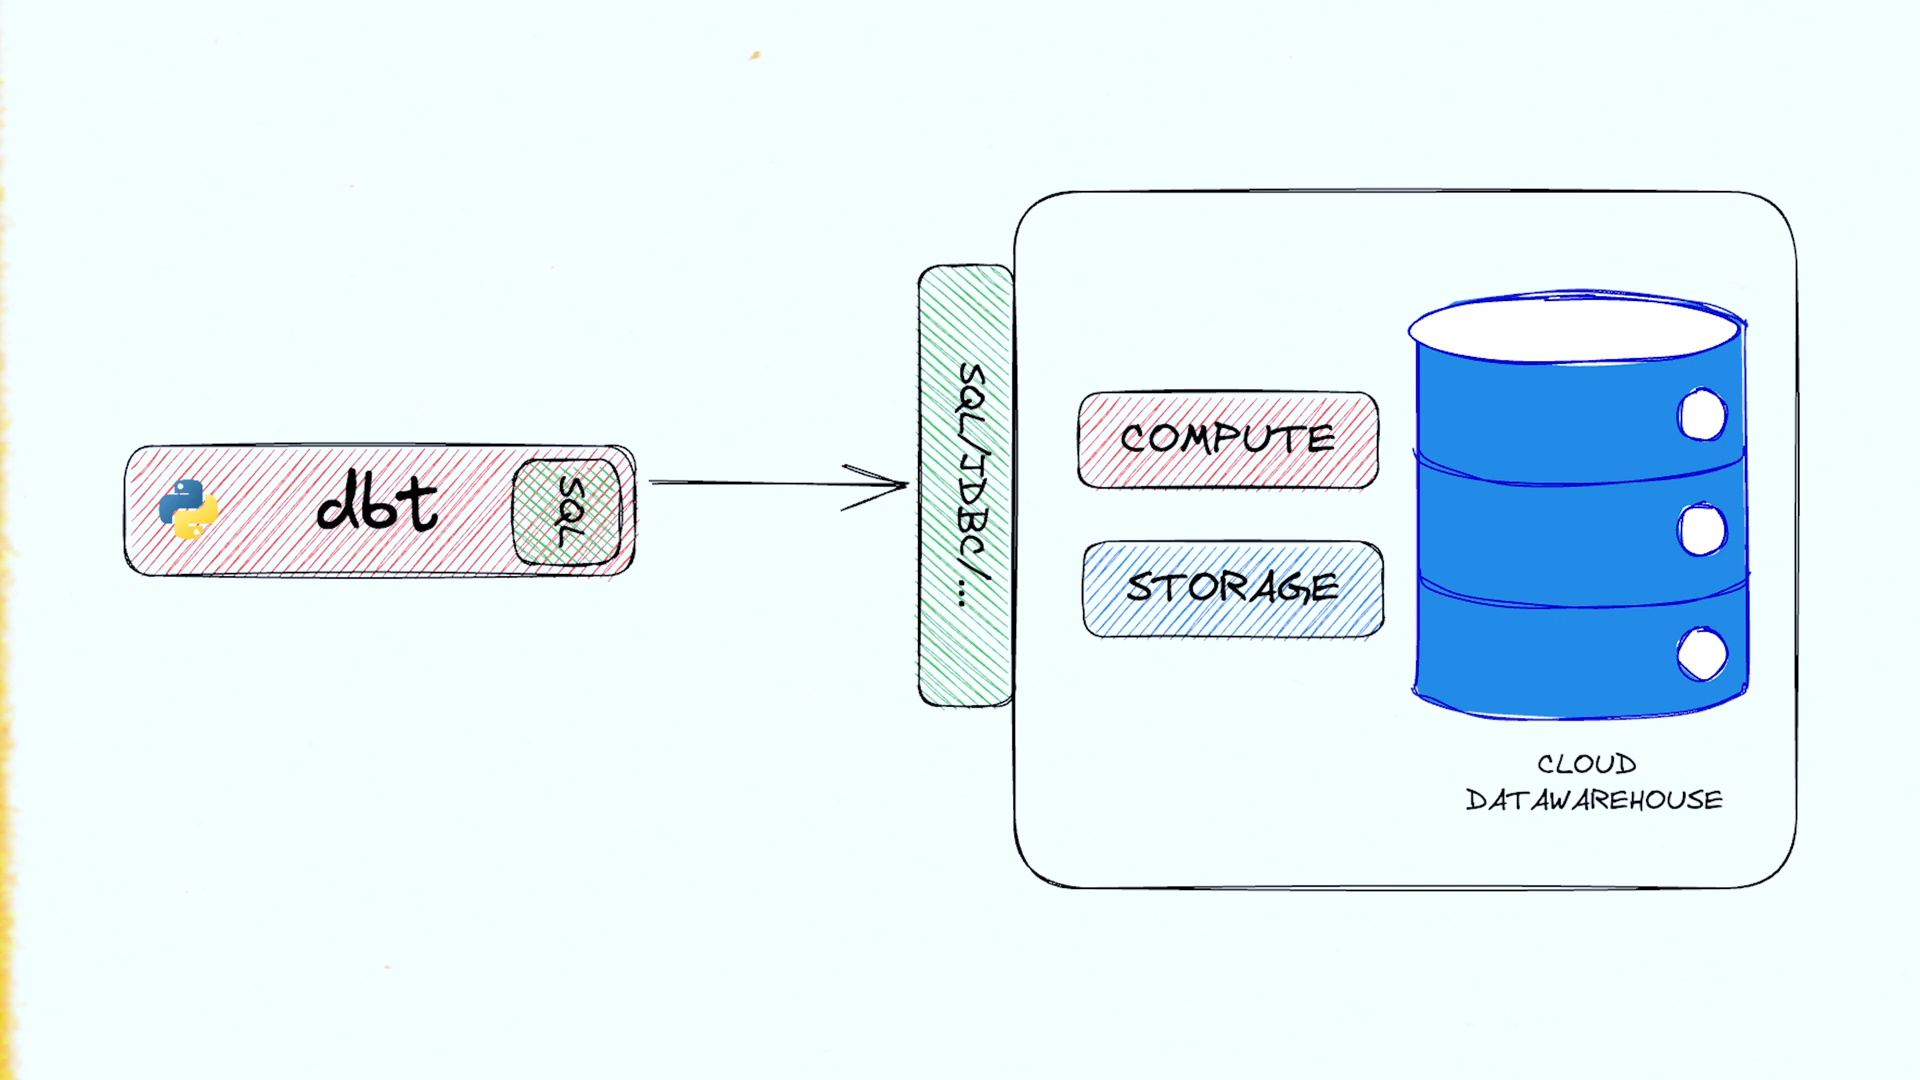 dbt
SQL
SQL/JDBC/...
COMPUTE
STORAGE
CLOUD
DATAWAREHOUSE